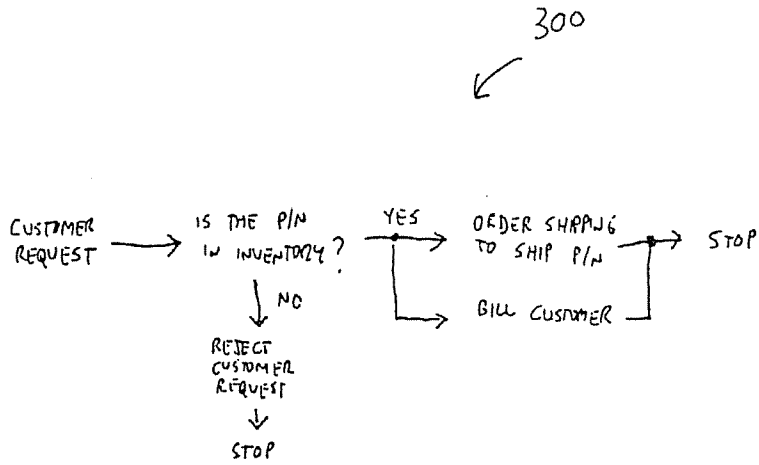 300
CUSTOMER
REQUEST
IS THE P/N
IN INVENTORY?
YES
ORDER SHIPPING
TO SHIP P/N
STOP
BILL CUSTOMER
NO
REJECT
CUSTOMER
REQUEST
STOP